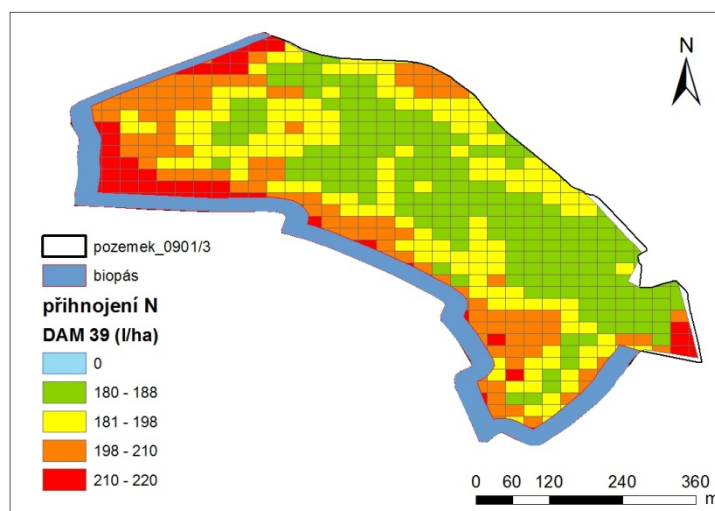 N
pozemek_0901/3
biopás
přihnojení N
DAM 39 (l/ha)
0
180 - 188
181 - 198
198 - 210
210 - 220
0 60 120 240 360
m